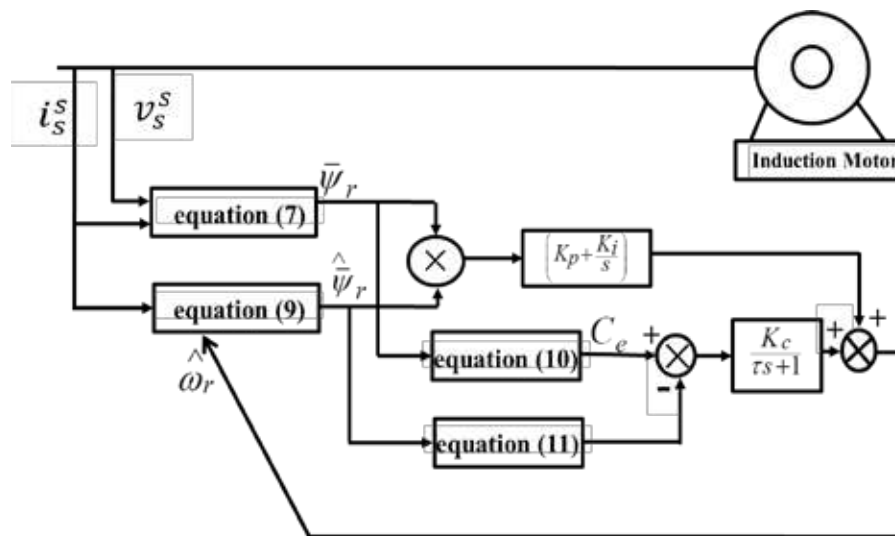 i_s^s
v_s^s
Induction Motor
ψ̄_r
equation (7)
(K_p + K_i/s)
ψ̄̂_r
equation (9)
+
+
C_e
+
K_c/τs+1
equation (10)
ω̂_r
-
equation (11)